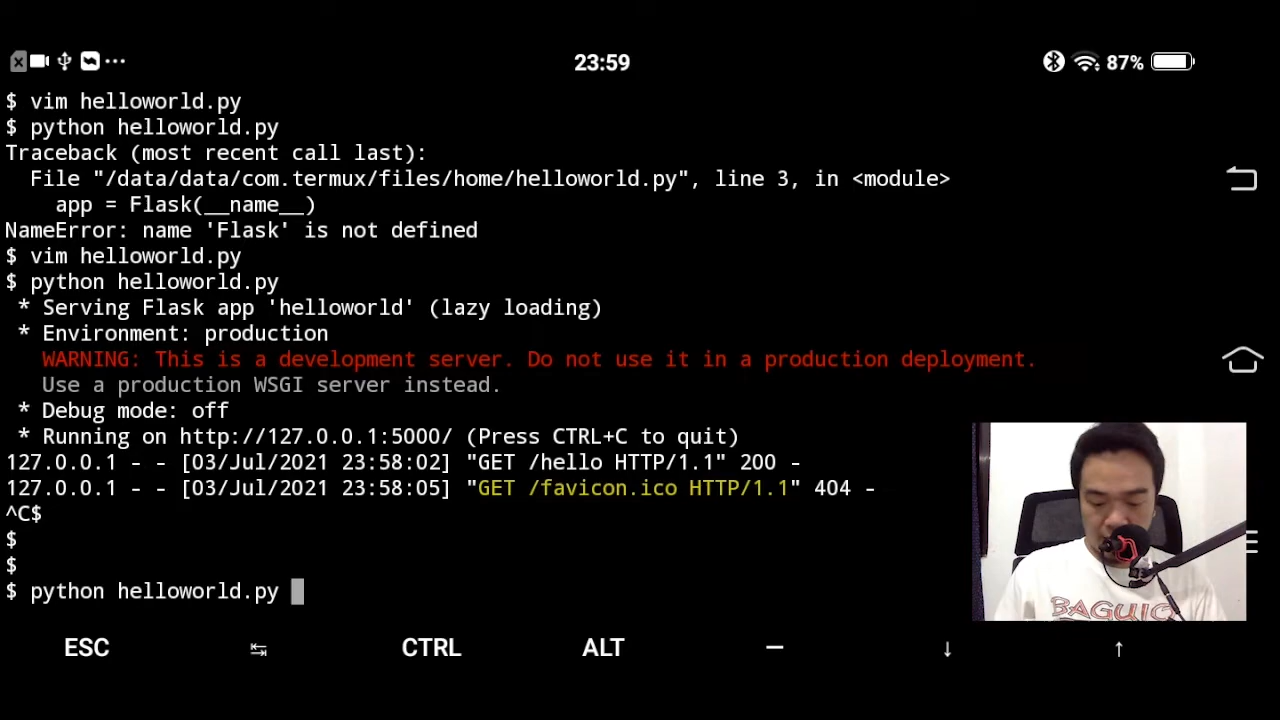 23:59
87%
$ vim helloworld.py
$ python helloworld.py
Traceback (most recent call last):
File "/data/data/com.termux/files/home/helloworld.py", line 3, in <module>
app = Flask(__name__)
NameError: name 'Flask' is not defined
$ vim helloworld.py
$ python helloworld.py
* Serving Flask app 'helloworld' (lazy loading)
* Environment: production
WARNING: This is a development server. Do not use it in a production deployment.
Use a production WSGI server instead.
* Debug mode: off
* Running on http://127.0.0.1:5000/ (Press CTRL+C to quit)
127.0.0.1 - - [03/Jul/2021 23:58:02] "GET /hello HTTP/1.1" 200 -
127.0.0.1 - - [03/Jul/2021 23:58:05] "GET /favicon.ico HTTP/1.1" 404 -
^C$
$
$
$ python helloworld.py
BAGUIO
ESC CTRL ALT — ↓ ↑